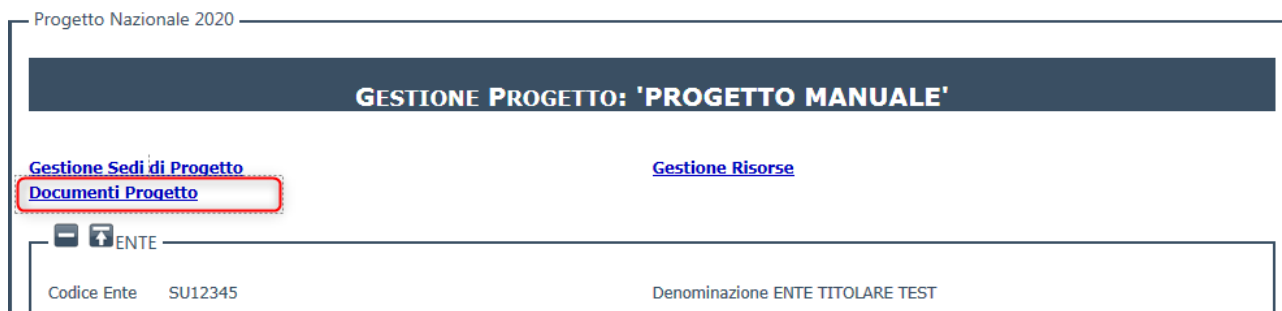 Progetto Nazionale 2020
GESTIONE PROGETTO: 'PROGETTO MANUALE'
Gestione Sedi di Progetto Gestione Risorse
Documenti Progetto
ENTE
Codice Ente SU12345 Denominazione ENTE TITOLARE TEST